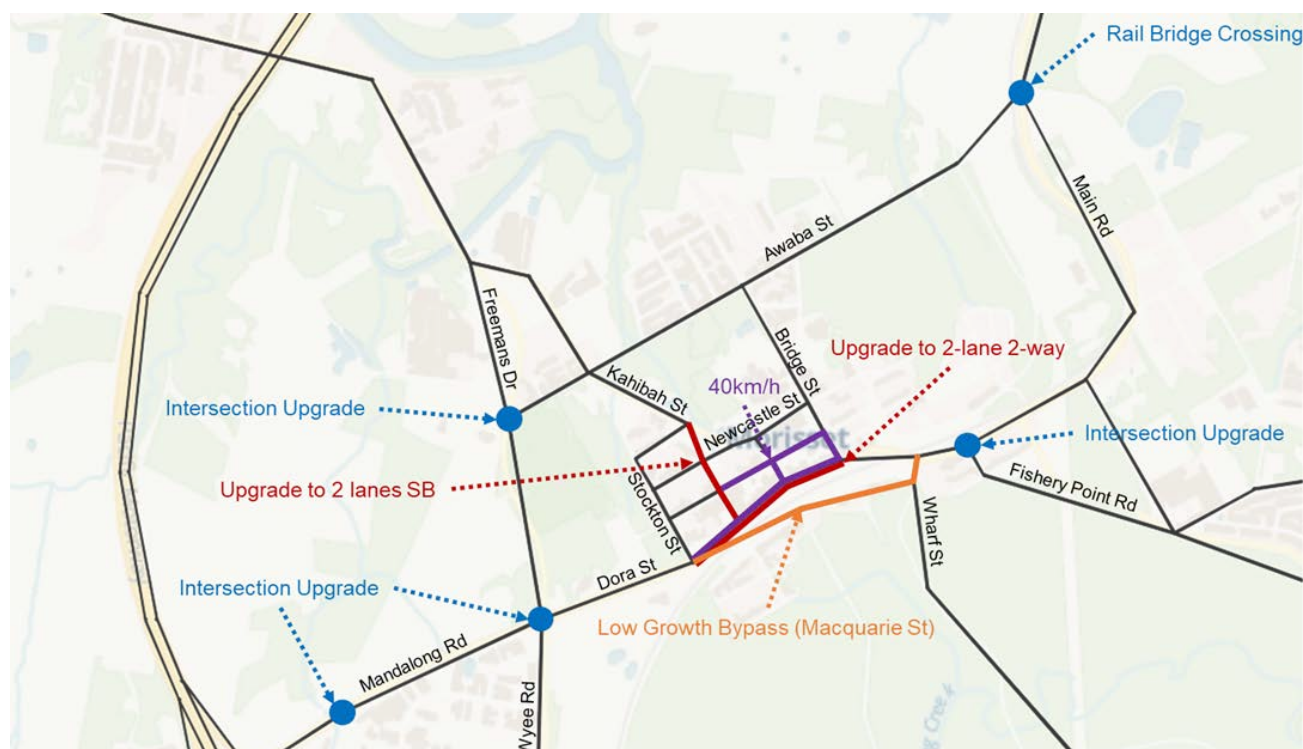 Rail Bridge Crossing
Main Rd
Awaba St
Freemans Dr
Bridge St
Upgrade to 2-lane 2-way
Kahibah St
40km/h
Newcastle St
Intersection Upgrade
Morisset
Intersection Upgrade
Upgrade to 2 lanes SB
Stockton St
Fishery Point Rd
Wharf St
Dora St
Intersection Upgrade
Low Growth Bypass (Macquarie St)
Mandalong Rd
Wyee Rd